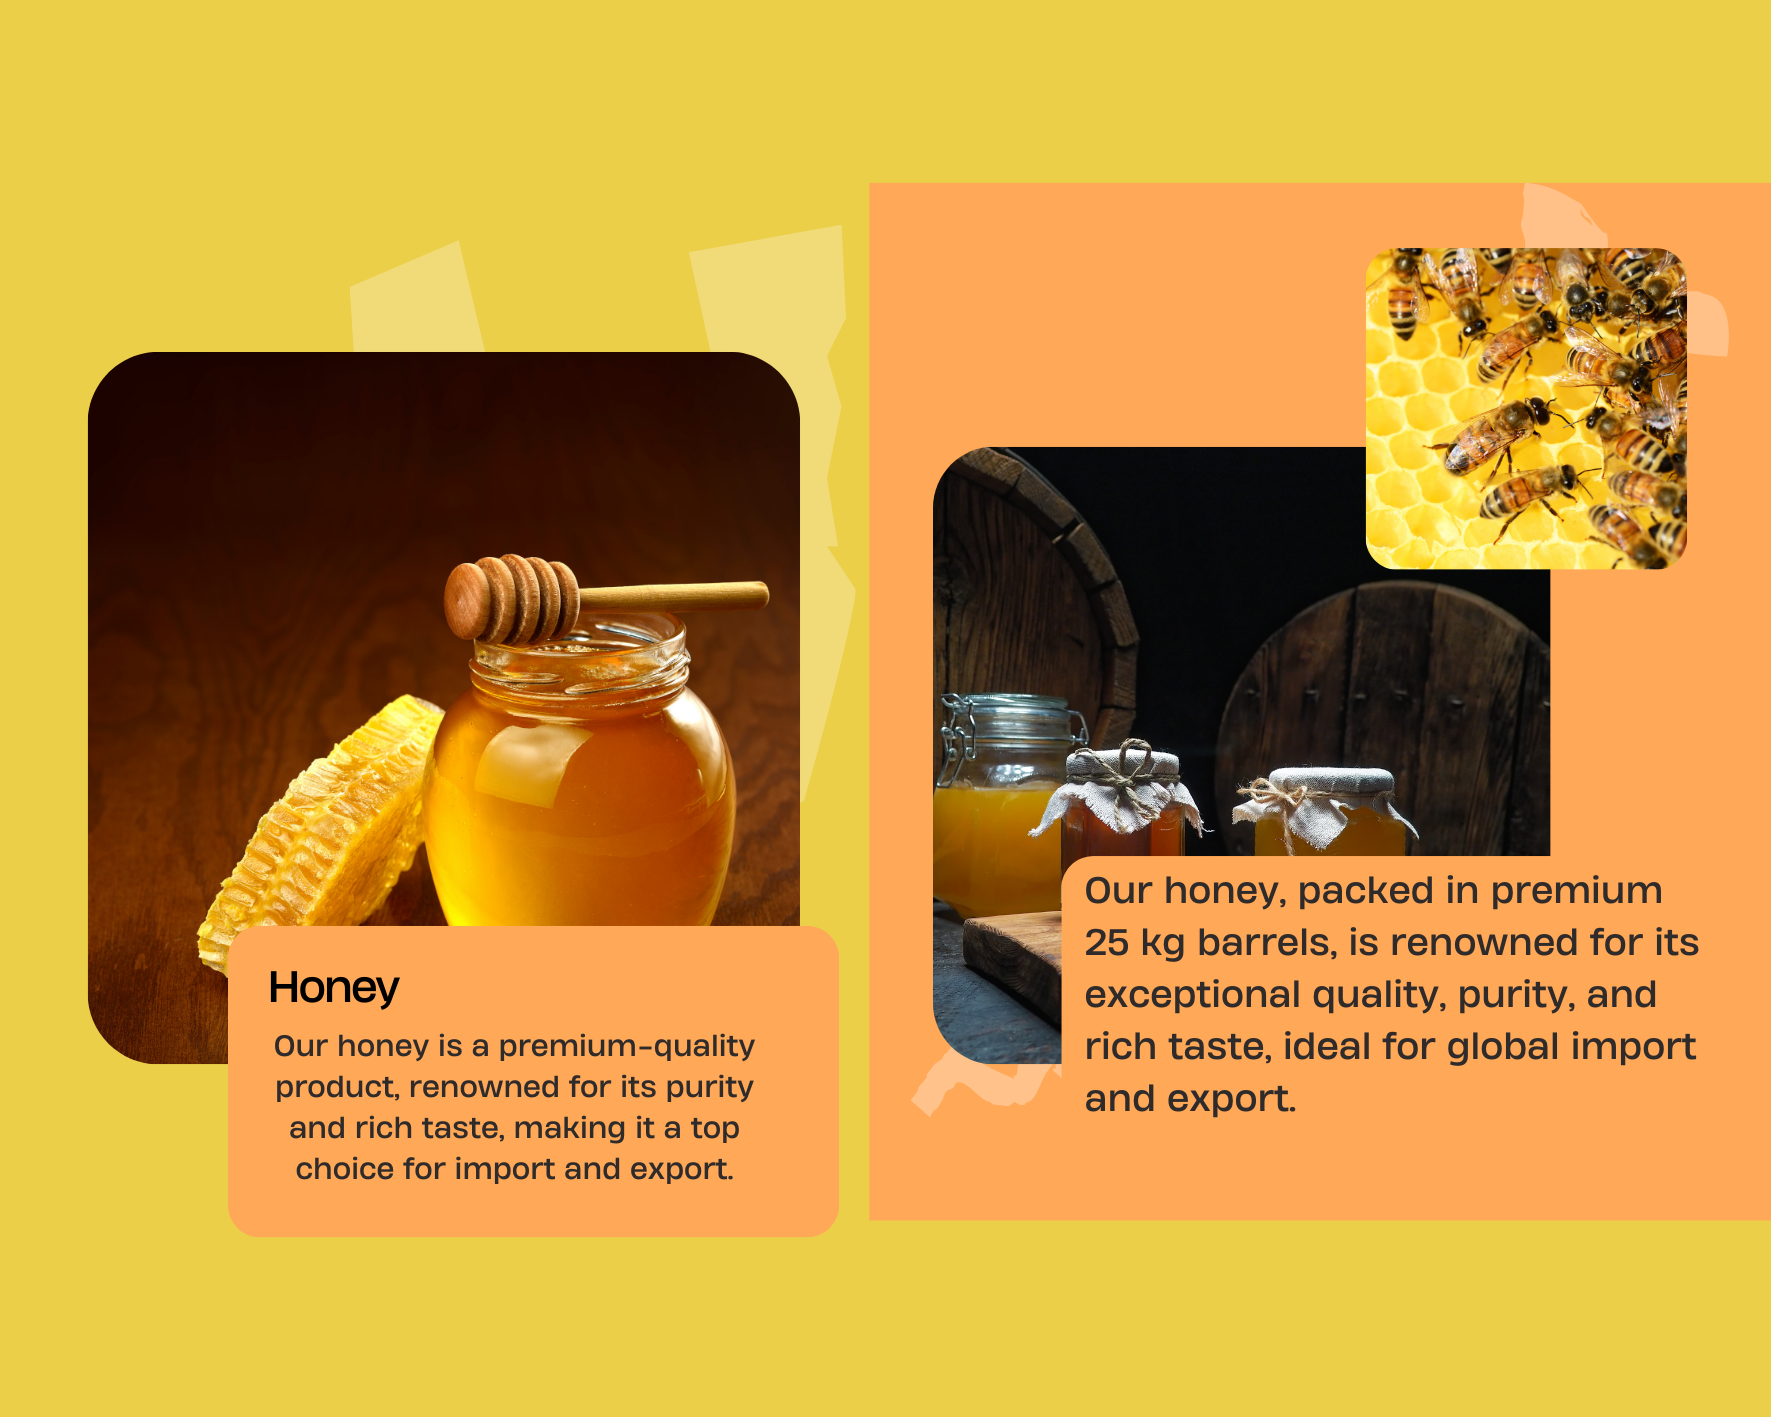 Honey
Our honey is a premium-quality
product, renowned for its purity
and rich taste, making it a top
choice for import and export.
Our honey, packed in premium
25 kg barrels, is renowned for its
exceptional quality, purity, and
rich taste, ideal for global import
and export.